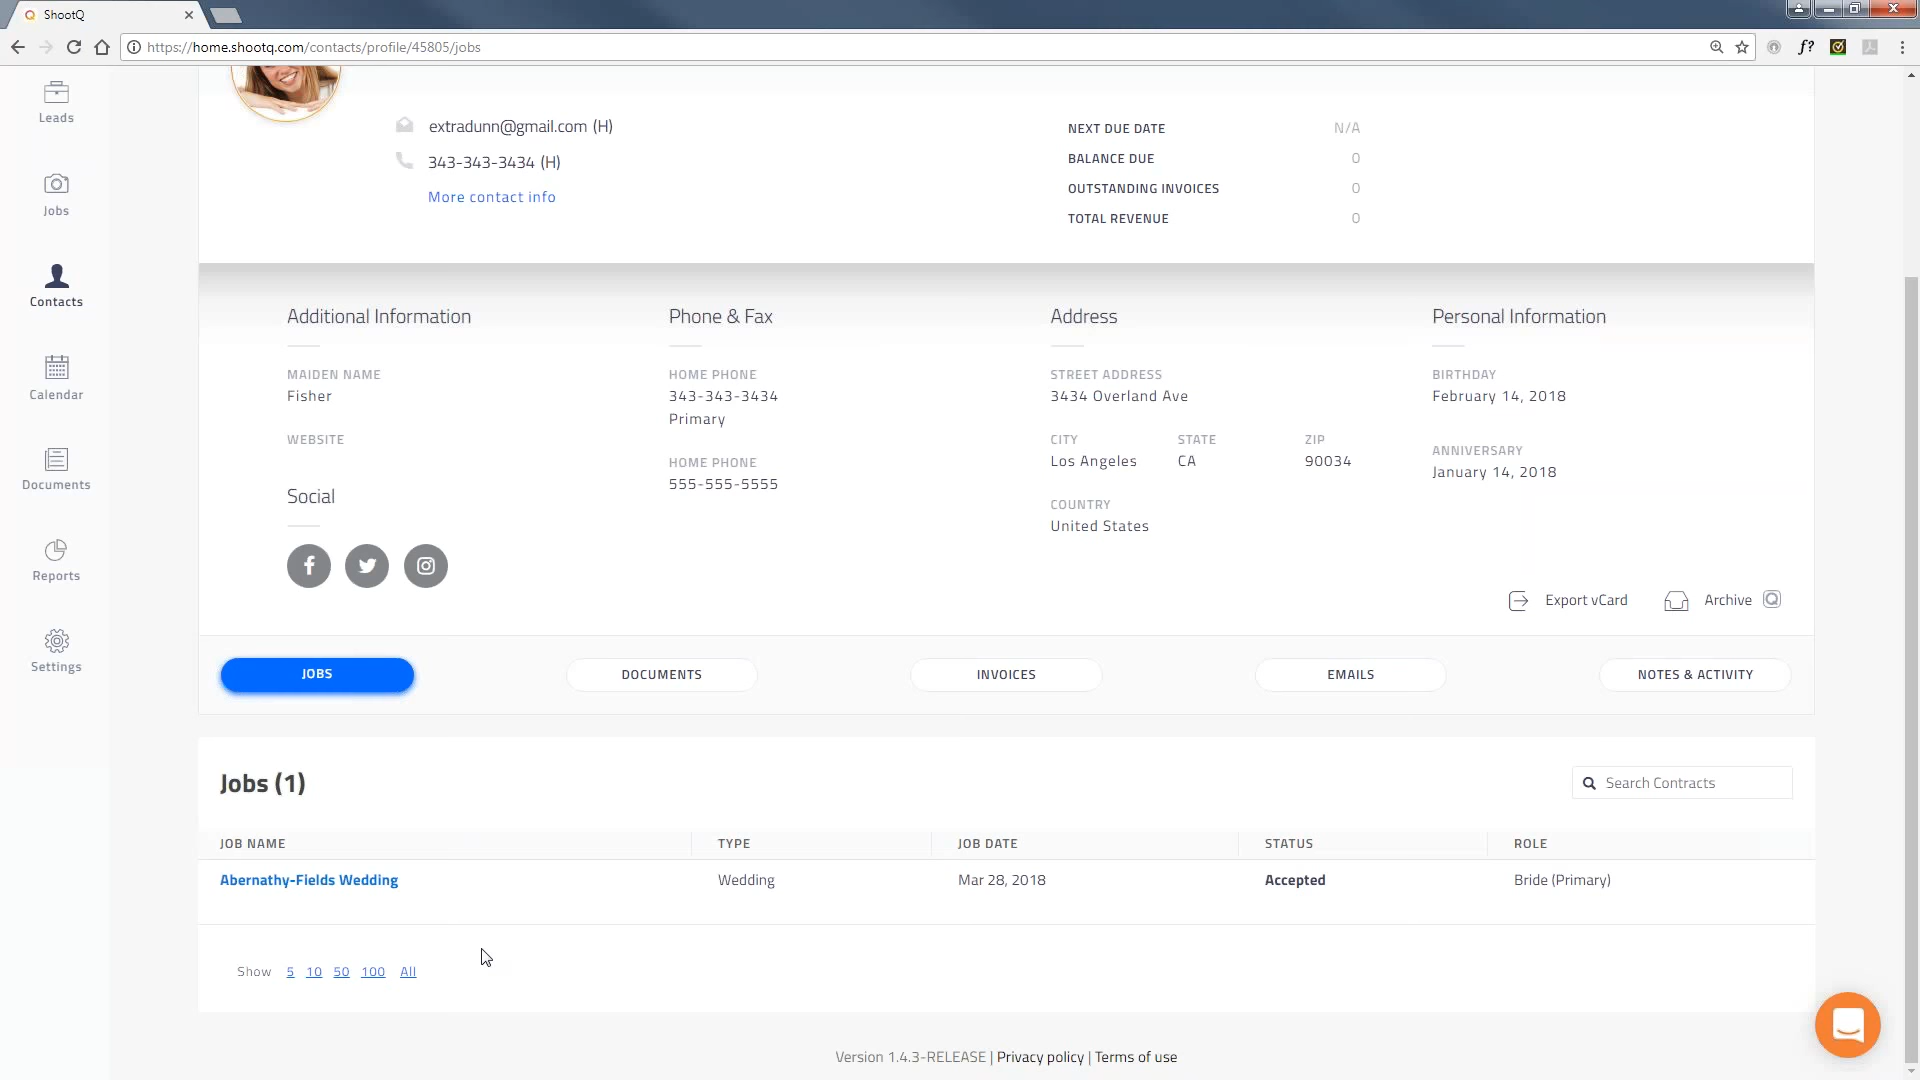 ShootQ
https://home.shootq.com/contacts/profile/45805/jobs
f?
Leads
Jobs
Contacts
Calendar
Documents
Reports
Settings
extradunn@gmail.com (H)
343-343-3434 (H)
More contact info
NEXT DUE DATE N/A
BALANCE DUE 0
OUTSTANDING INVOICES 0
TOTAL REVENUE 0
Additional Information
MAIDEN NAME
Fisher
WEBSITE
Social
Phone & Fax
HOME PHONE
343-343-3434
Primary
HOME PHONE
555-555-5555
Address
STREET ADDRESS
3434 Overland Ave
CITY STATE ZIP
Los Angeles CA 90034
COUNTRY
United States
Personal Information
BIRTHDAY
February 14, 2018
ANNIVERSARY
January 14, 2018
Export vCard Archive
JOBS DOCUMENTS INVOICES EMAILS NOTES & ACTIVITY
Jobs (1)
Search Contracts
JOB NAME TYPE JOB DATE STATUS ROLE
Abernathy-Fields Wedding Wedding Mar 28, 2018 Accepted Bride (Primary)
Show 5 10 50 100 All
Version 1.4.3-RELEASE | Privacy policy | Terms of use